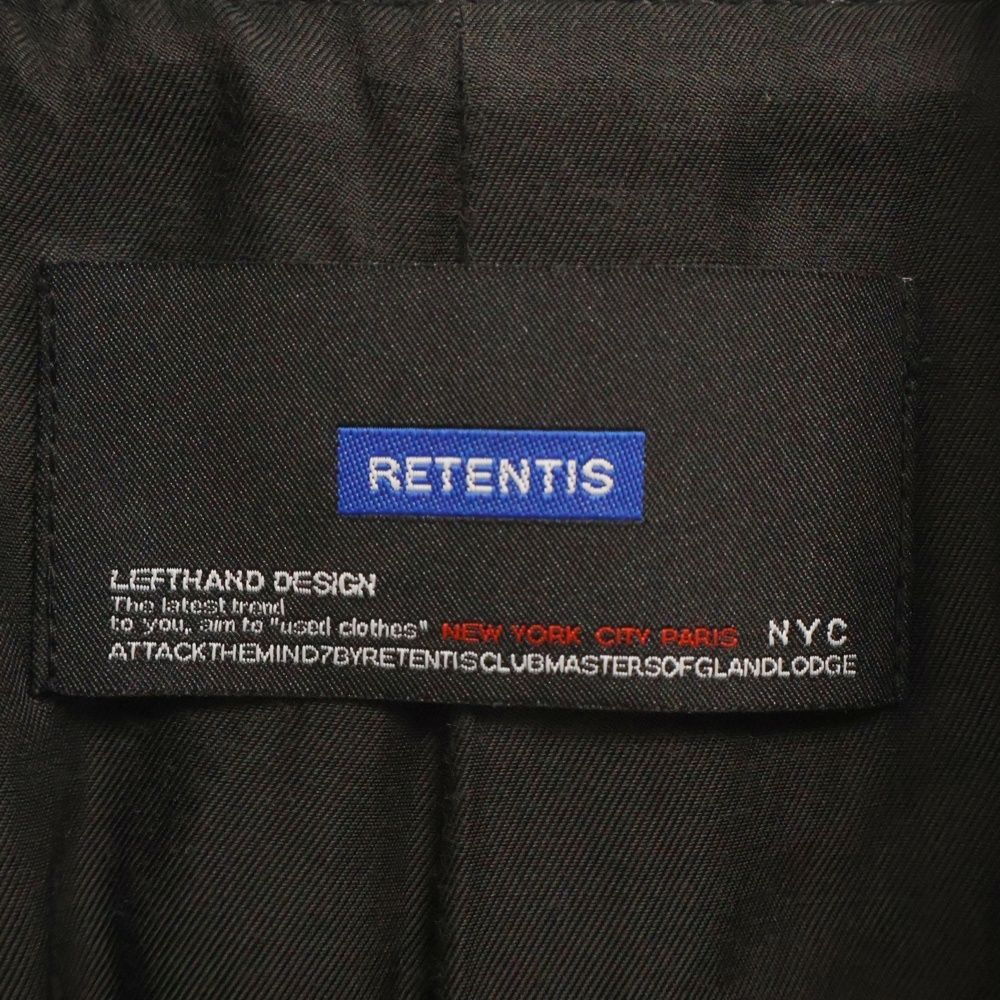 RETENTIS
LEFTHAND DESIGN
The latest trend
to you, aim to "used clothes" NEW YORK CITY PARIS NYC
ATTACKTHEMIND7BYRETENTISCLUBMASTERSOFGLANDLODGE